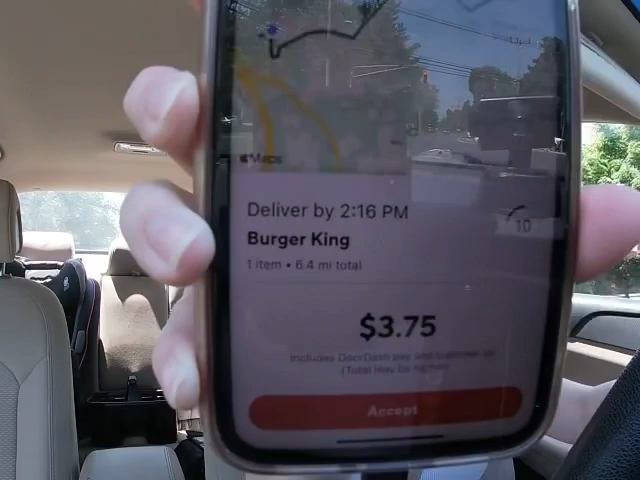 Maps
Deliver by 2:16 PM
10
Burger King
1 item • 6.4 mi total
$3.75
Includes DoorDash pay and customer tip
(Total may be higher)
Accept